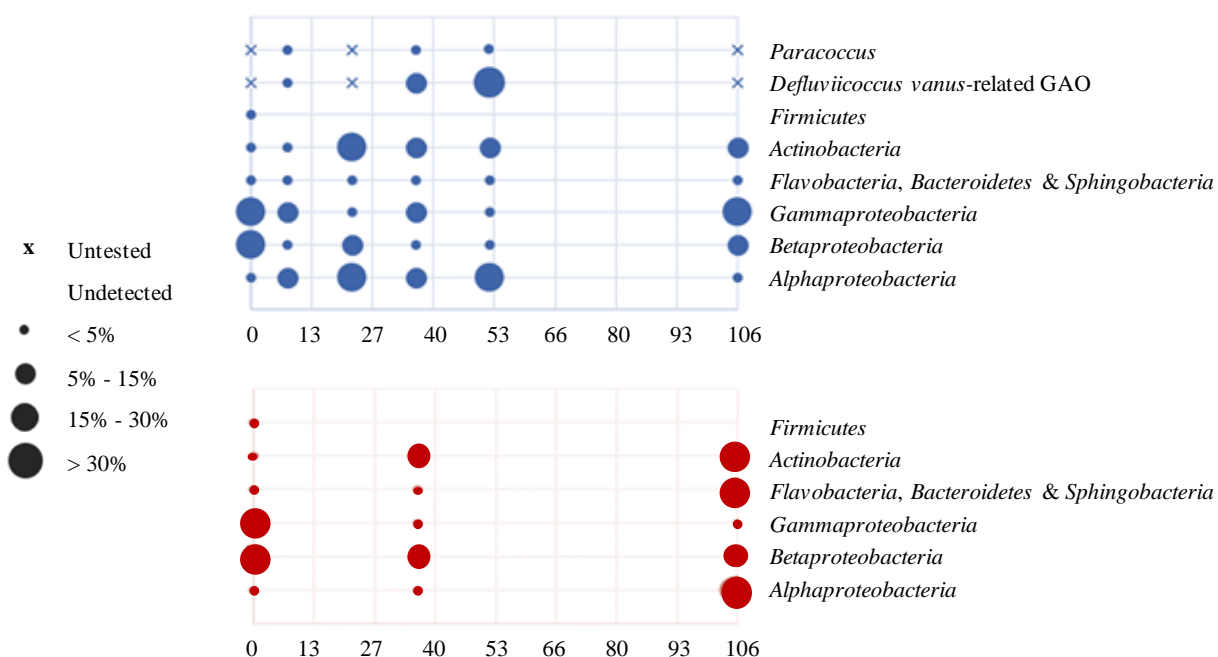 Paracoccus
Defluviicoccus vanus-related GAO
Firmicutes
Actinobacteria
Flavobacteria, Bacteroidetes & Sphingobacteria
Gammaproteobacteria
Betaproteobacteria
Alphaproteobacteria
0 13 27 40 53 66 80 93 106
x Untested
Undetected
< 5%
5% - 15%
15% - 30%
> 30%
Firmicutes
Actinobacteria
Flavobacteria, Bacteroidetes & Sphingobacteria
Gammaproteobacteria
Betaproteobacteria
Alphaproteobacteria
0 13 27 40 53 66 80 93 106